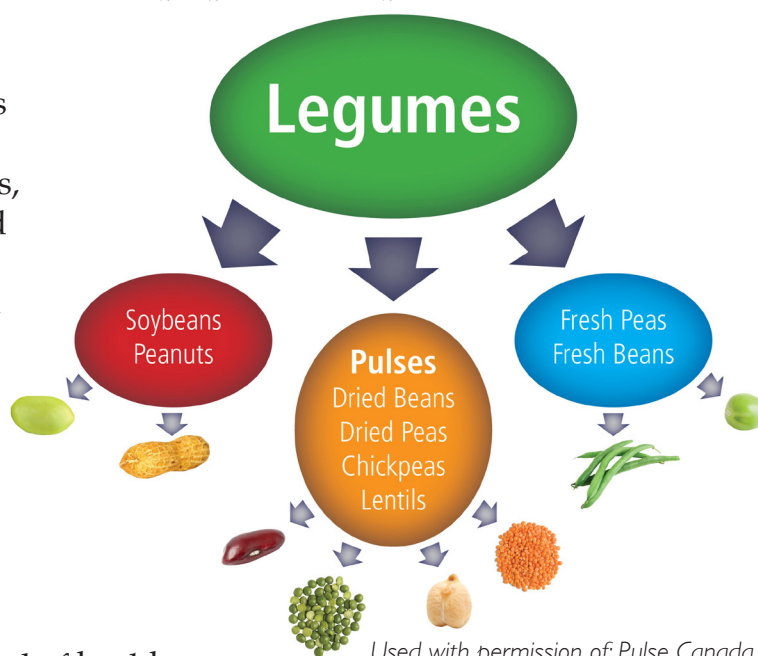 Legumes
Soybeans
Peanuts
Pulses
Dried Beans
Dried Peas
Chickpeas
Lentils
Fresh Peas
Fresh Beans
Used with permission of: Pulse Canada